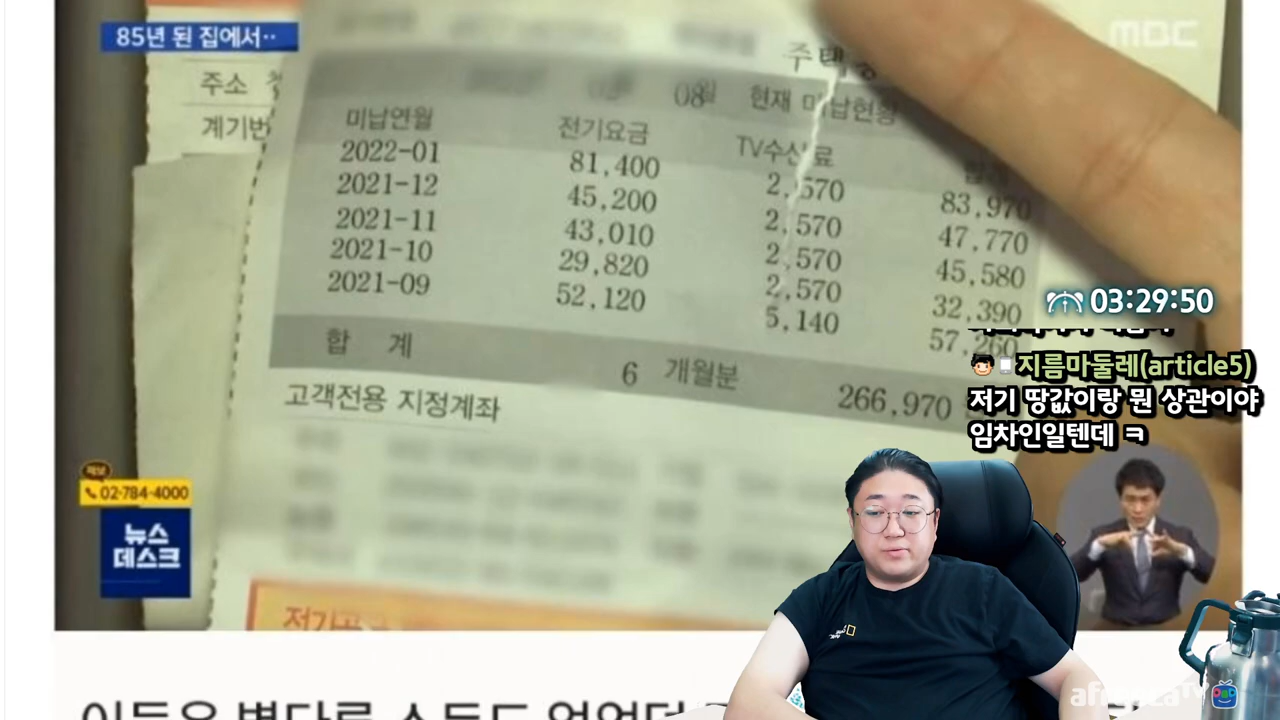 85년 된 집에서··
MBC
주소
계기번
08월 현재 미납현황
미납연월 전기요금 TV수신료
2022-01 81,400 2,570 83,970
2021-12 45,200 2,570 47,770
2021-11 43,010 2,570 45,580
2021-10 29,820 2,570 32,390
2021-09 52,120 5,140 57,260
합 계 6 개월분 266,970
고객전용 지정계좌
03:29:50
지름마둘레(article5)
저기 땅값이랑 뭔 상관이야
임차인일텐데 ㅋ
제보
02-784-4000
뉴스
데스크
afreecaTV